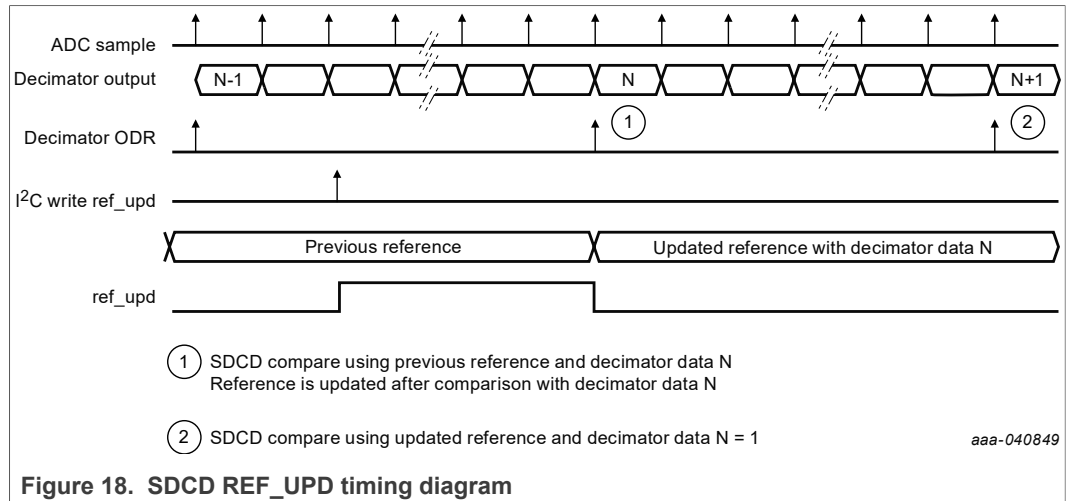 ADC sample
Decimator output
N-1
N
N+1
1
2
Decimator ODR
I2C write ref_upd
Previous reference
Updated reference with decimator data N
ref_upd
1 SDCD compare using previous reference and decimator data N
Reference is updated after comparison with decimator data N
2 SDCD compare using updated reference and decimator data N = 1
aaa-040849
Figure 18. SDCD REF_UPD timing diagram